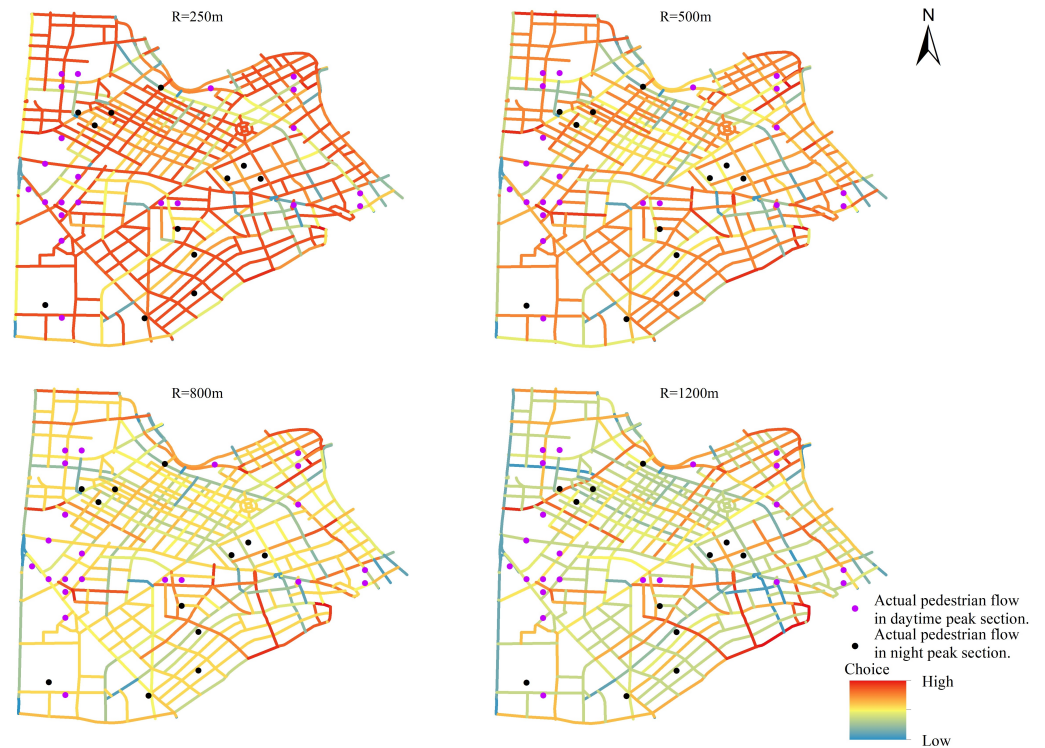 R=250m
R=500m
N
R=800m
R=1200m
Actual pedestrian flow
in daytime peak section.
Actual pedestrian flow
in night peak section.
Choice
High
Low